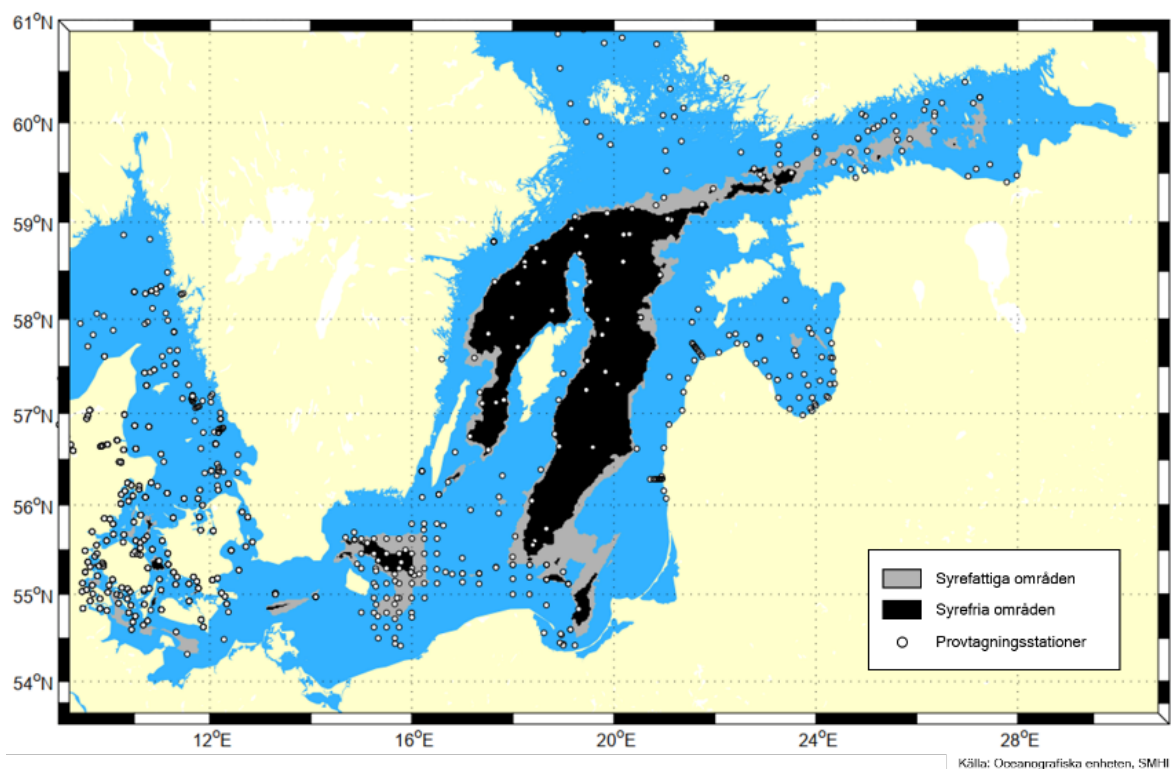 61°N
60°N
59°N
58°N
57°N
56°N
55°N
54°N
12°E 16°E 20°E 24°E 28°E
Syrefattiga områden
Syrefria områden
Provtagningsstationer
Källa: Oceanografiska enheten, SMHI